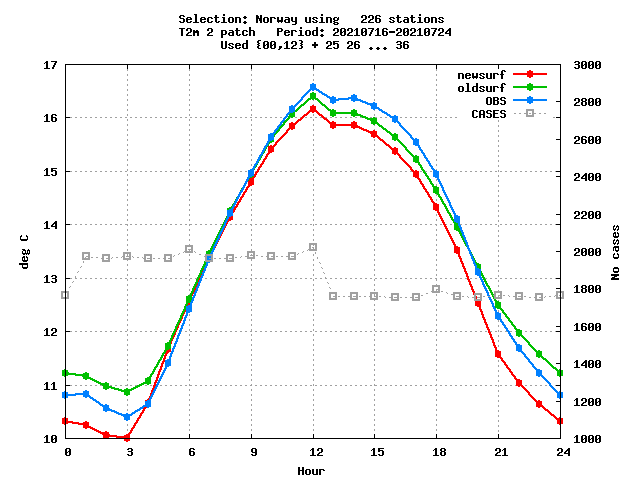 Selection: Norway using   226 stations
T2m 2 patch   Period: 20210716-20210724
Used {00,12} + 25 26 ... 36
newsurf
oldsurf
OBS
CASES
deg C
17
16
15
14
13
12
11
10
3000
2800
2600
2400
2200
2000
1800
1600
1400
1200
1000
No cases
0 3 6 9 12 15 18 21 24
Hour